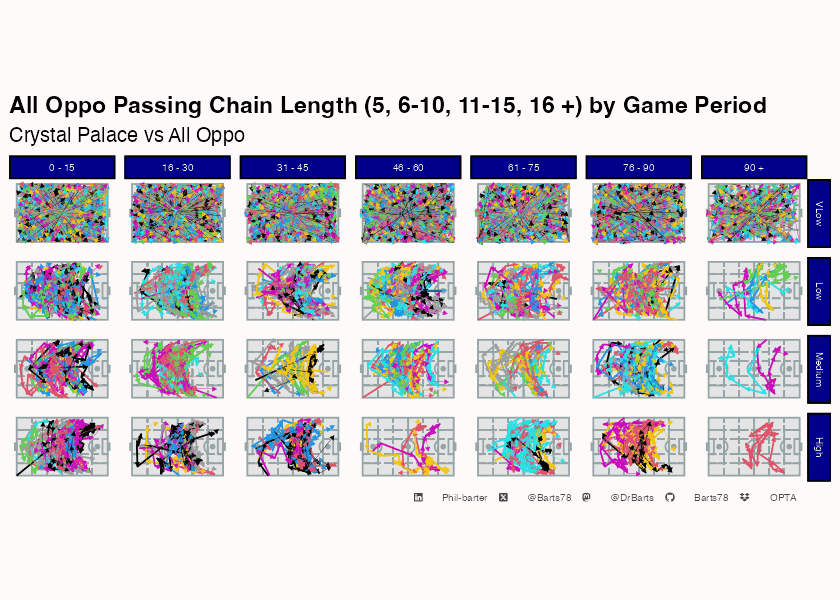 All Oppo Passing Chain Length (5, 6-10, 11-15, 16 +) by Game Period
Crystal Palace vs All Oppo
0 - 15
16 - 30
31 - 45
46 - 60
61 - 75
76 - 90
90 +
V Low
Low
Medium
High
Phil-barter @Barts78 @DrBarts Barts78 OPTA